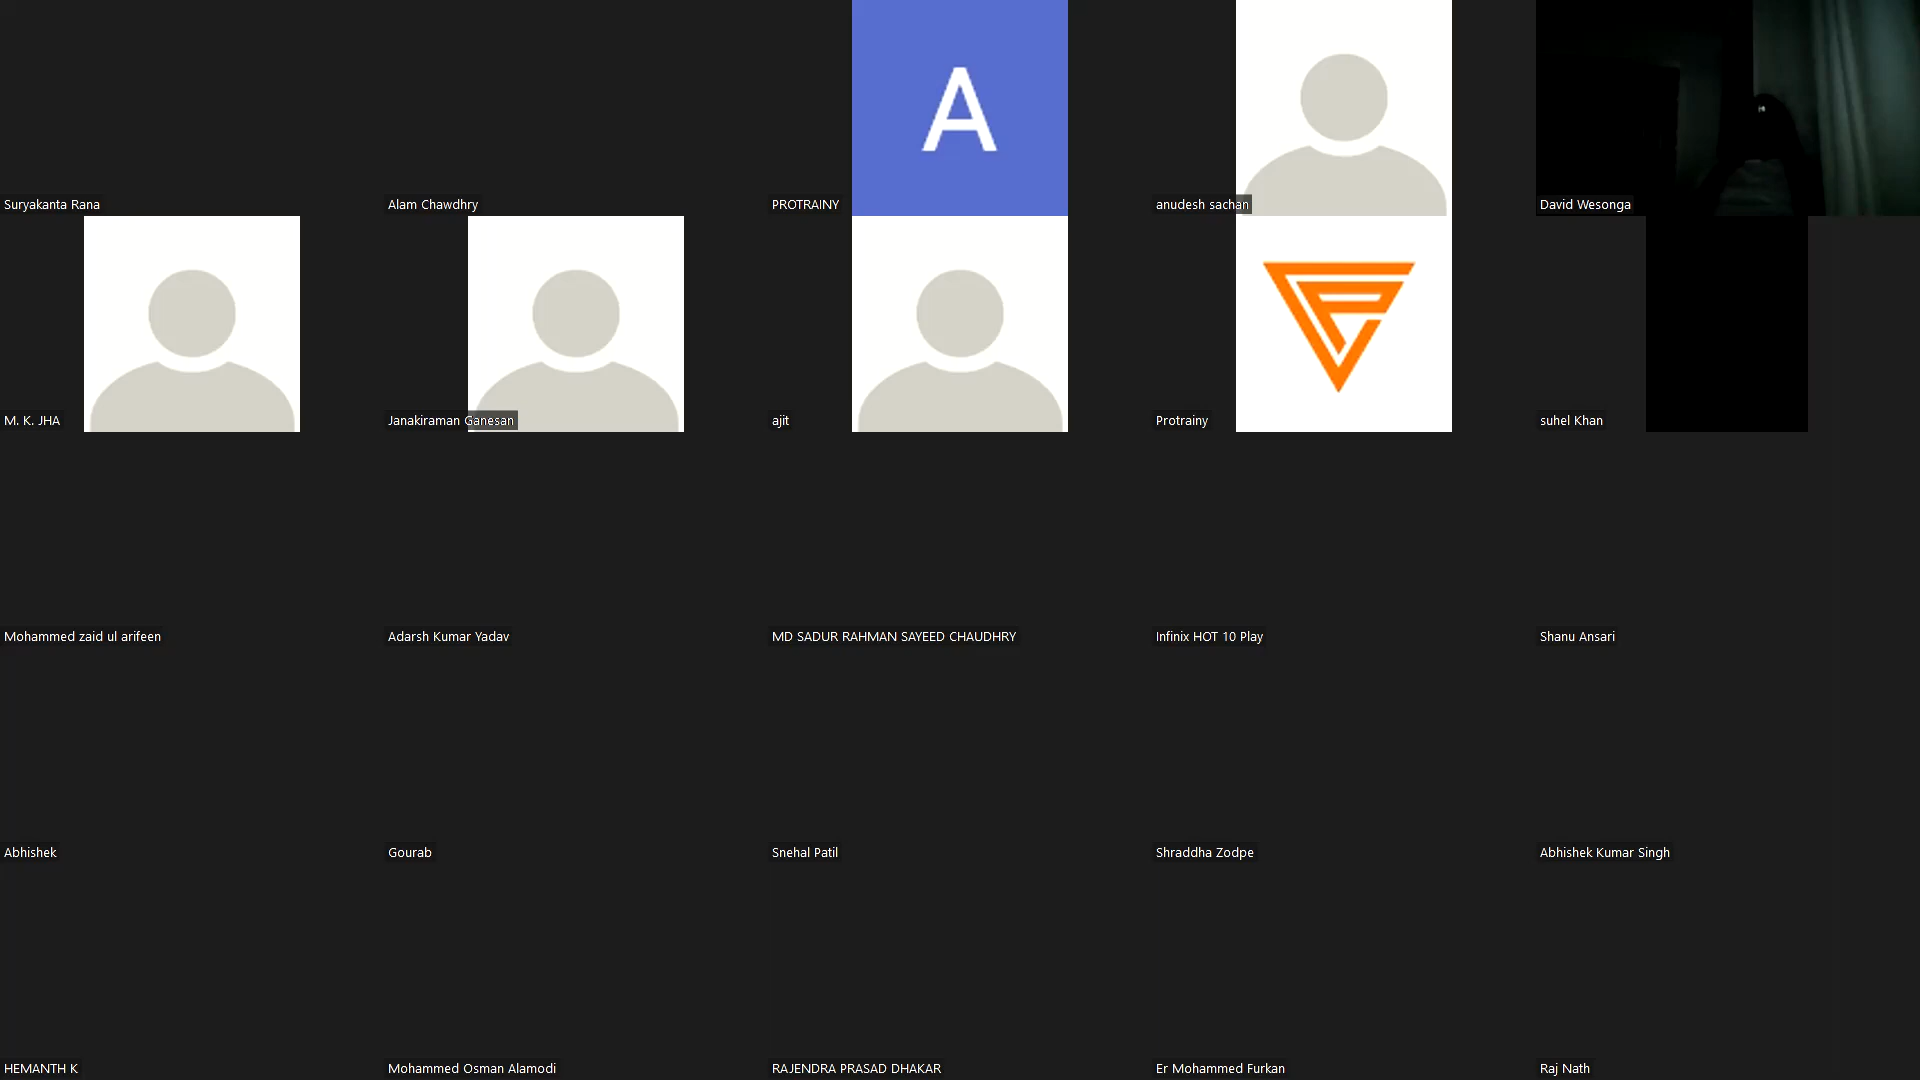 A
Suryakanta Rana
Alam Chawdhry
PROTRAINY
anudesh sachan
David Wesonga
M. K. JHA
Janakiraman Ganesan
ajit
Protrainy
suhel Khan
Mohammed zaid ul arifeen
Adarsh Kumar Yadav
MD SADUR RAHMAN SAYEED CHAUDHRY
Infinix HOT 10 Play
Shanu Ansari
Abhishek
Gourab
Snehal Patil
Shraddha Zodpe
Abhishek Kumar Singh
HEMANTH K
Mohammed Osman Alamodi
RAJENDRA PRASAD DHAKAR
Er Mohammed Furkan
Raj Nath